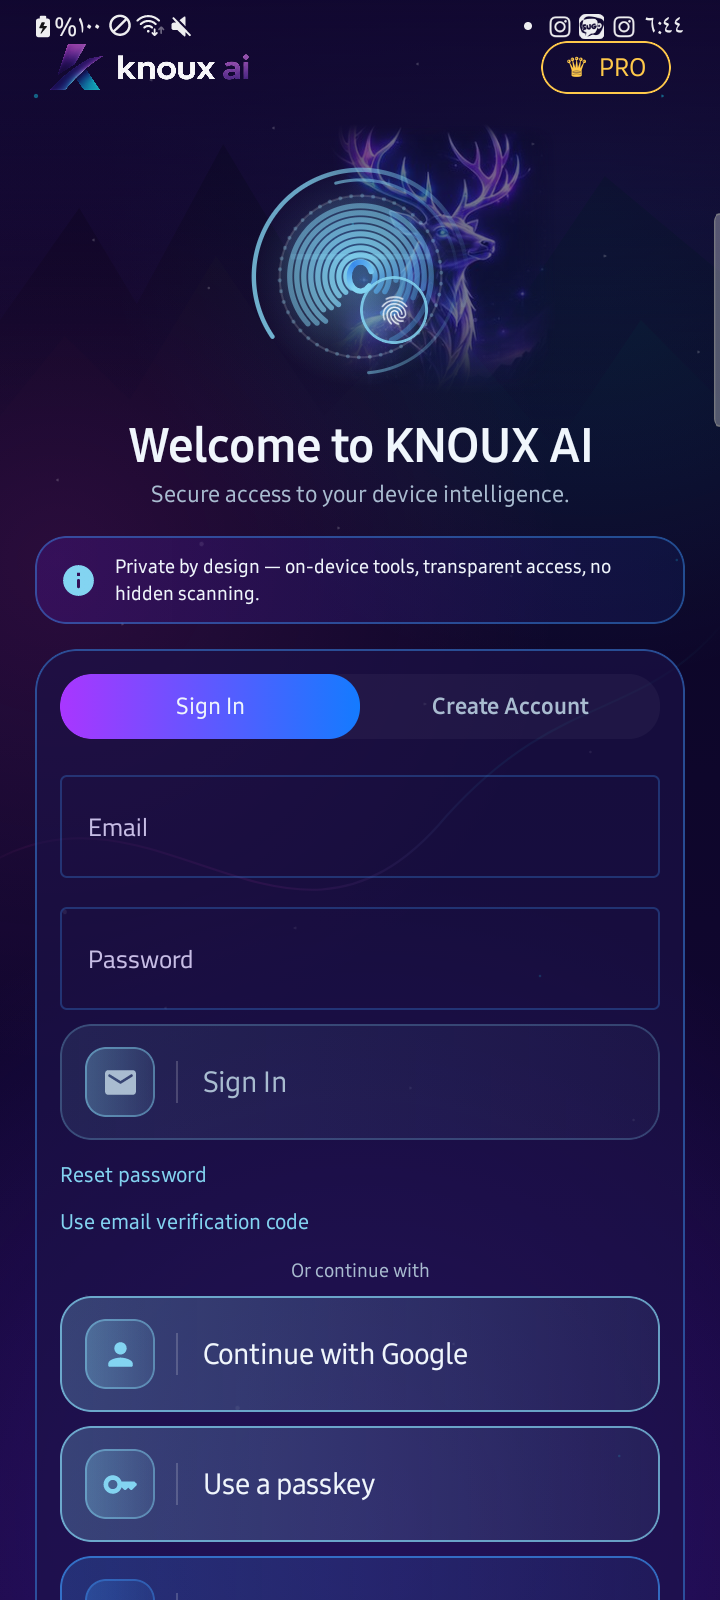 %١٠٠
٦:٤٤
knoux ai
PRO
Welcome to KNOUX AI
Secure access to your device intelligence.
Private by design — on-device tools, transparent access, no
hidden scanning.
Sign In
Create Account
Email
Password
Sign In
Reset password
Use email verification code
Or continue with
Continue with Google
Use a passkey